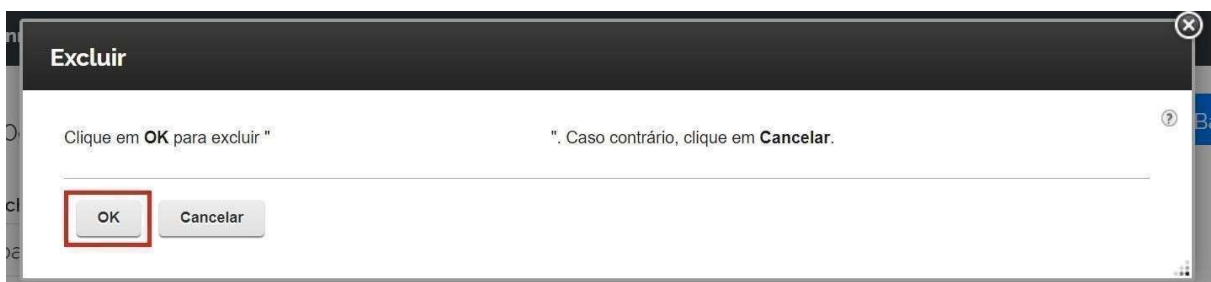 Excluir
Clique em OK para excluir " ". Caso contrário, clique em Cancelar.
OK Cancelar